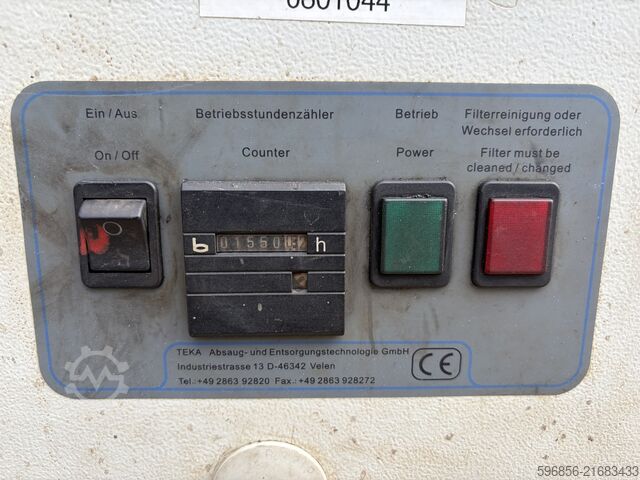 0601044
Ein / Aus
Betriebsstundenzähler
Betrieb
Filterreinigung oder
Wechsel erforderlich
On / Off
Counter
Power
Filter must be
cleaned / changed
h
TEKA Absaug- und Entsorgungstechnologie GmbH
Industriestrasse 13 D-46342 Velen
Tel.: +49 2863 92820 Fax.: +49 2863 928272
CE
596856-21683433